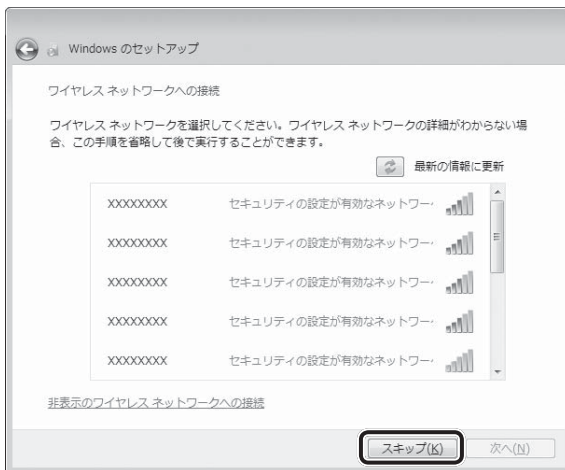 Windows のセットアップ
ワイヤレス ネットワークへの接続
ワイヤレス ネットワークを選択してください。ワイヤレス ネットワークの詳細がわからない場
合、この手順を省略して後で実行することができます。
最新の情報に更新
XXXXXXXX セキュリティの設定が有効なネットワー
XXXXXXXX セキュリティの設定が有効なネットワー
XXXXXXXX セキュリティの設定が有効なネットワー
XXXXXXXX セキュリティの設定が有効なネットワー
XXXXXXXX セキュリティの設定が有効なネットワー
非表示のワイヤレス ネットワークへの接続
スキップ(K) 次へ(N)